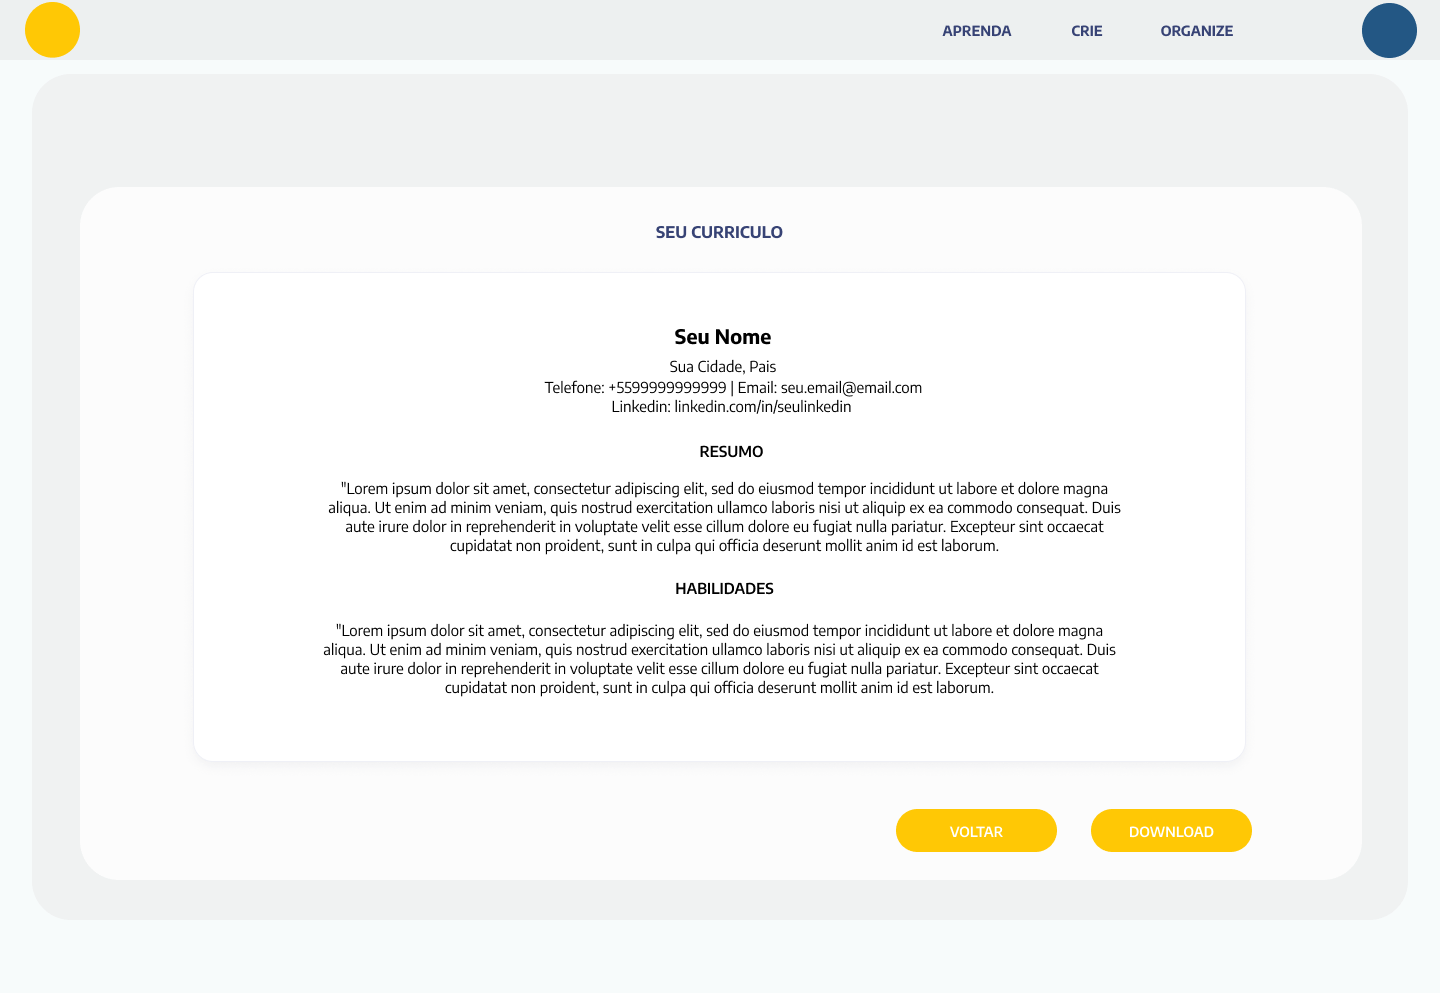 APRENDA CRIE ORGANIZE
SEU CURRICULO
Seu Nome
Sua Cidade, Pais
Telefone: +5599999999999 | Email: seu.email@email.com
Linkedin: linkedin.com/in/seulinkedin
RESUMO
"Lorem ipsum dolor sit amet, consectetur adipiscing elit, sed do eiusmod tempor incididunt ut labore et dolore magna
aliqua. Ut enim ad minim veniam, quis nostrud exercitation ullamco laboris nisi ut aliquip ex ea commodo consequat. Duis
aute irure dolor in reprehenderit in voluptate velit esse cillum dolore eu fugiat nulla pariatur. Excepteur sint occaecat
cupidatat non proident, sunt in culpa qui officia deserunt mollit anim id est laborum.
HABILIDADES
"Lorem ipsum dolor sit amet, consectetur adipiscing elit, sed do eiusmod tempor incididunt ut labore et dolore magna
aliqua. Ut enim ad minim veniam, quis nostrud exercitation ullamco laboris nisi ut aliquip ex ea commodo consequat. Duis
aute irure dolor in reprehenderit in voluptate velit esse cillum dolore eu fugiat nulla pariatur. Excepteur sint occaecat
cupidatat non proident, sunt in culpa qui officia deserunt mollit anim id est laborum.
VOLTAR DOWNLOAD